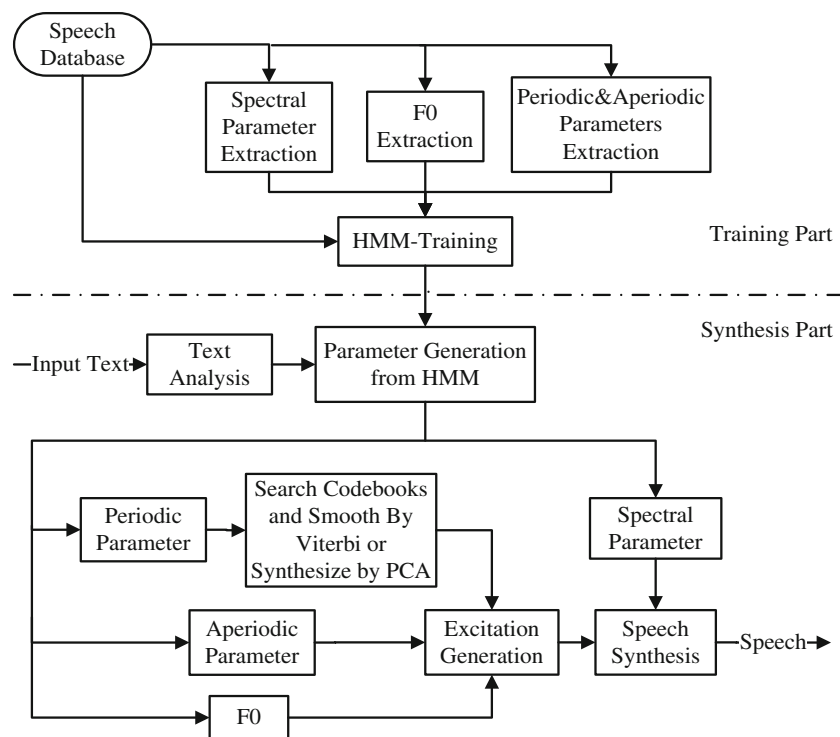 Speech
Database
Spectral
Parameter
Extraction
F0
Extraction
Periodic&Aperiodic
Parameters
Extraction
HMM-Training
Training Part
Synthesis Part
Input Text
Text
Analysis
Parameter Generation
from HMM
Periodic
Parameter
Search Codebooks
and Smooth By
Viterbi or
Synthesize by PCA
Spectral
Parameter
Aperiodic
Parameter
Excitation
Generation
Speech
Synthesis
Speech
F0